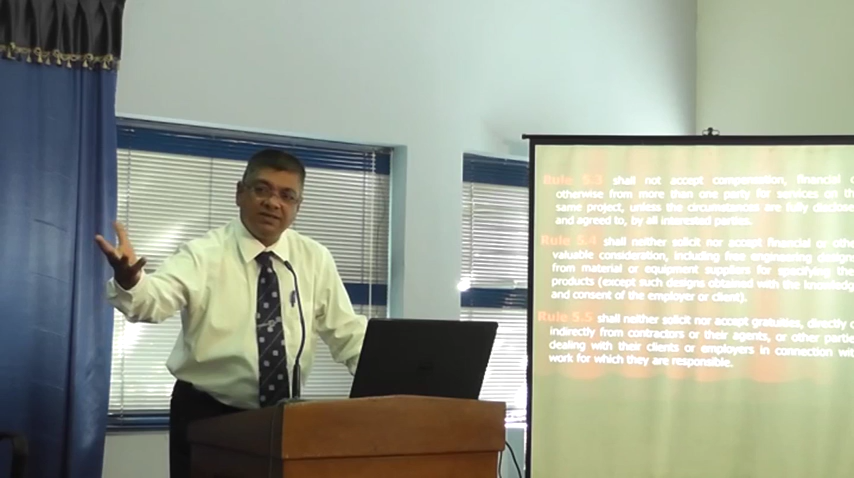 Rule 5.3 shall not accept compensation, financial o
otherwise from more than one party for services on th
same project, unless the circumstances are fully disclose
and agreed to, by all interested parties.
Rule 5.4 shall neither solicit nor accept financial or othe
valuable consideration, including free engineering designs
from material or equipment suppliers for specifying thei
products (except such designs obtained with the knowledg
and consent of the employer or client).
Rule 5.5 shall neither solicit nor accept gratuities, directly o
indirectly from contractors or their agents, or other partie
dealing with their clients or employers in connection wit
work for which they are responsible.